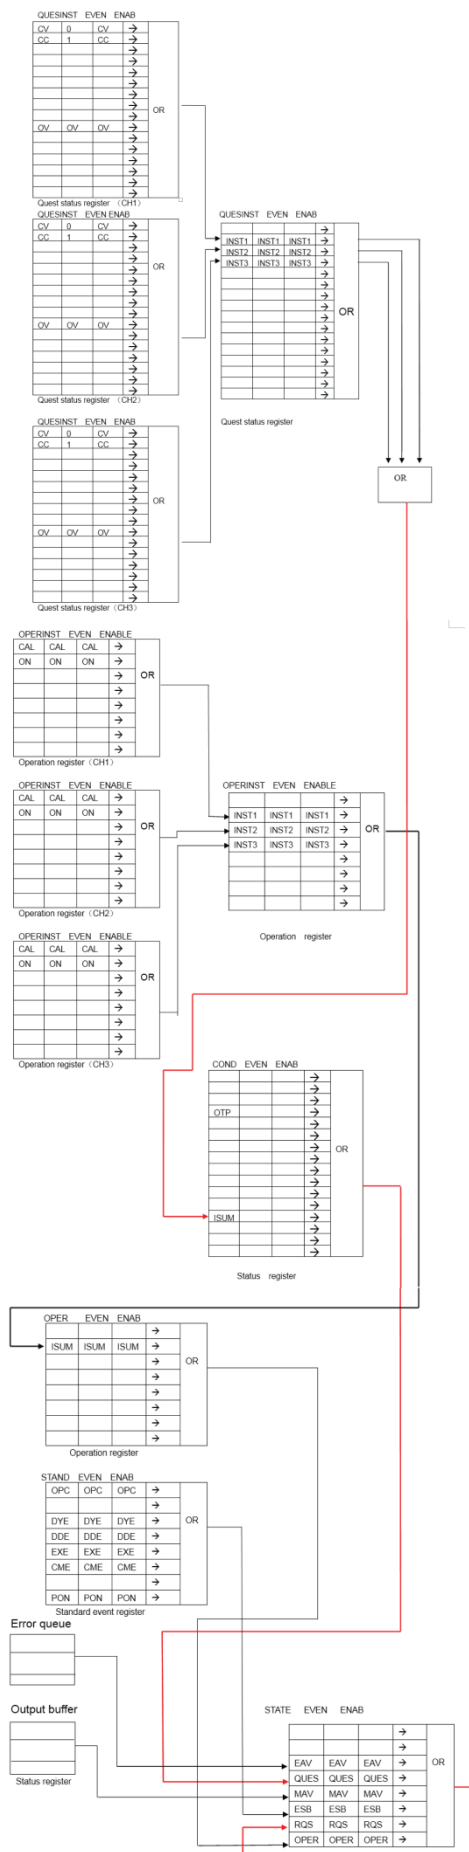 QUESINST EVEN ENAB
CV 0 CV →
CC 1 CC →
OR
OV OV OV →
Quest status register （CH1）
QUESINST EVEN ENAB
CV 0 CV →
CC 1 CC →
OR
OV OV OV →
Quest status register （CH2）
QUESINST EVEN ENAB
INST1 INST1 INST1 →
INST2 INST2 INST2 →
INST3 INST3 INST3 →
OR
Quest status register
QUESINST EVEN ENAB
CV 0 CV →
CC 1 CC →
OR
OV OV OV →
Quest status register（CH3）
OR
OPERINST EVEN ENABLE
CAL CAL CAL →
ON ON ON →
OR
Operation register（CH1）
OPERINST EVEN ENABLE
CAL CAL CAL →
ON ON ON →
OR
Operation register（CH2）
OPERINST EVEN ENABLE
INST1 INST1 INST1 →
INST2 INST2 INST2 →
OR
INST3 INST3 INST3 →
Operation register
OPERINST EVEN ENABLE
CAL CAL CAL →
ON ON ON →
OR
Operation register（CH3）
COND EVEN ENAB
OTP
OR
ISUM
Status register
OPER EVEN ENAB
ISUM ISUM ISUM →
OR
Operation register
STAND EVEN ENAB
OPC OPC OPC →
DYE DYE DYE →
OR
DDE DDE DDE →
EXE EXE EXE →
CME CME CME →
PON PON PON →
Standard event register
Error queue
Output buffer
Status register
STATE EVEN ENAB
EAV EAV EAV →
OR
QUES QUES QUES →
MAV MAV MAV →
ESB ESB ESB →
RQS RQS RQS →
OPER OPER OPER →